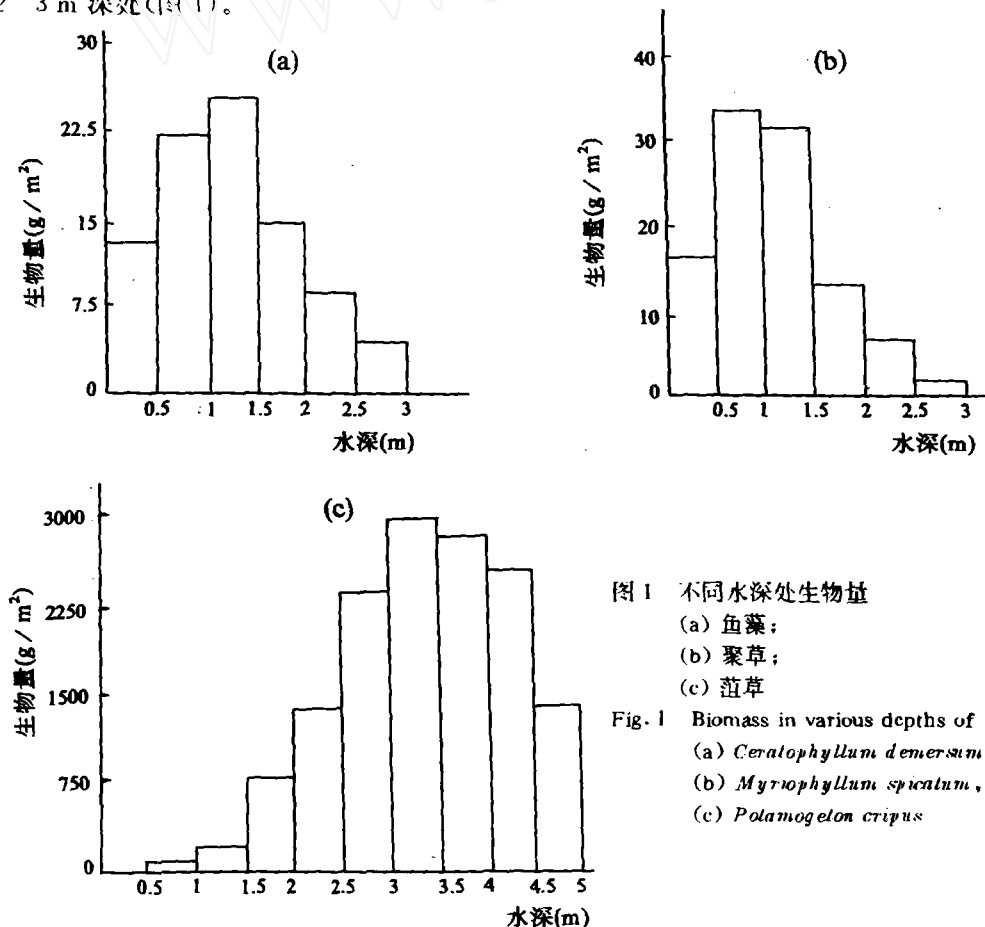 3 m 深处(图1)。
(a)
生物量(g/m²)
30
22.5
15
7.5
0
0.5 1 1.5 2 2.5 3
水深(m)
(b)
生物量(g/m²)
40
30
20
10
0
0.5 1 1.5 2 2.5 3
水深(m)
(c)
生物量(g/m²)
3000
2250
1500
750
0
0.5 1 1.5 2 2.5 3 3.5 4 4.5 5
水深(m)
图1 不同水深处生物量
(a) 鱼藻;
(b) 聚草;
(c) 菹草
Fig. 1 Biomass in various depths of
(a) Ceratophyllum demersum
(b) Myriophyllum spicatum,
(c) Potamogeton cripus